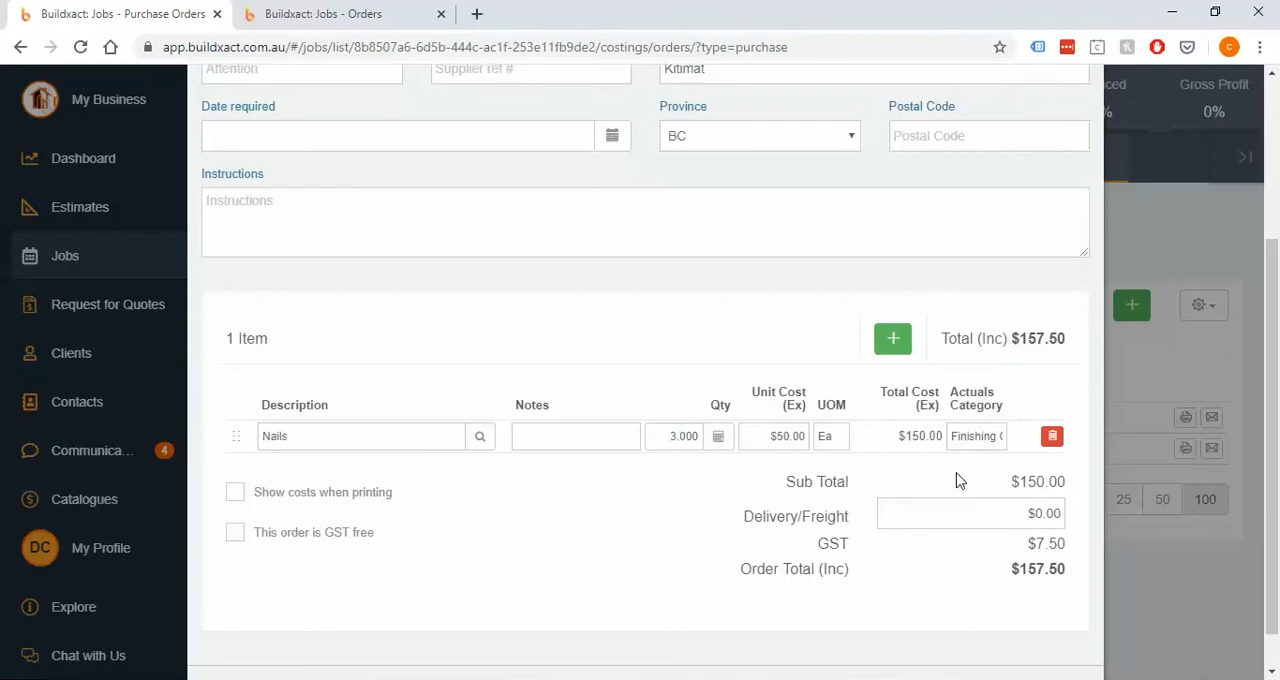 Buildxact: Jobs - Purchase Orders
Buildxact: Jobs - Orders
app.buildxact.com.au/#/jobs/list/8b8507a6-6d5b-444c-ac1f-253e11fb9de2/costings/orders/?type=purchase
C
My Business
Dashboard
Estimates
Jobs
Request for Quotes
Clients
Contacts
Communica... 4
Catalogues
DC My Profile
Explore
Chat with Us
Attention
Supplier ref #
Kitimat
Date required
Province
Postal Code
BC
Postal Code
Instructions
Instructions
1 Item
Total (Inc) $157.50
Description
Notes
Qty
Unit Cost (Ex)
UOM
Total Cost (Ex)
Actuals Category
Nails
3.000
$50.00
Ea
$150.00
Finishing
Show costs when printing
This order is GST free
Sub Total $150.00
Delivery/Freight $0.00
GST $7.50
Order Total (Inc) $157.50
Gross Profit
%
0%
25 50 100